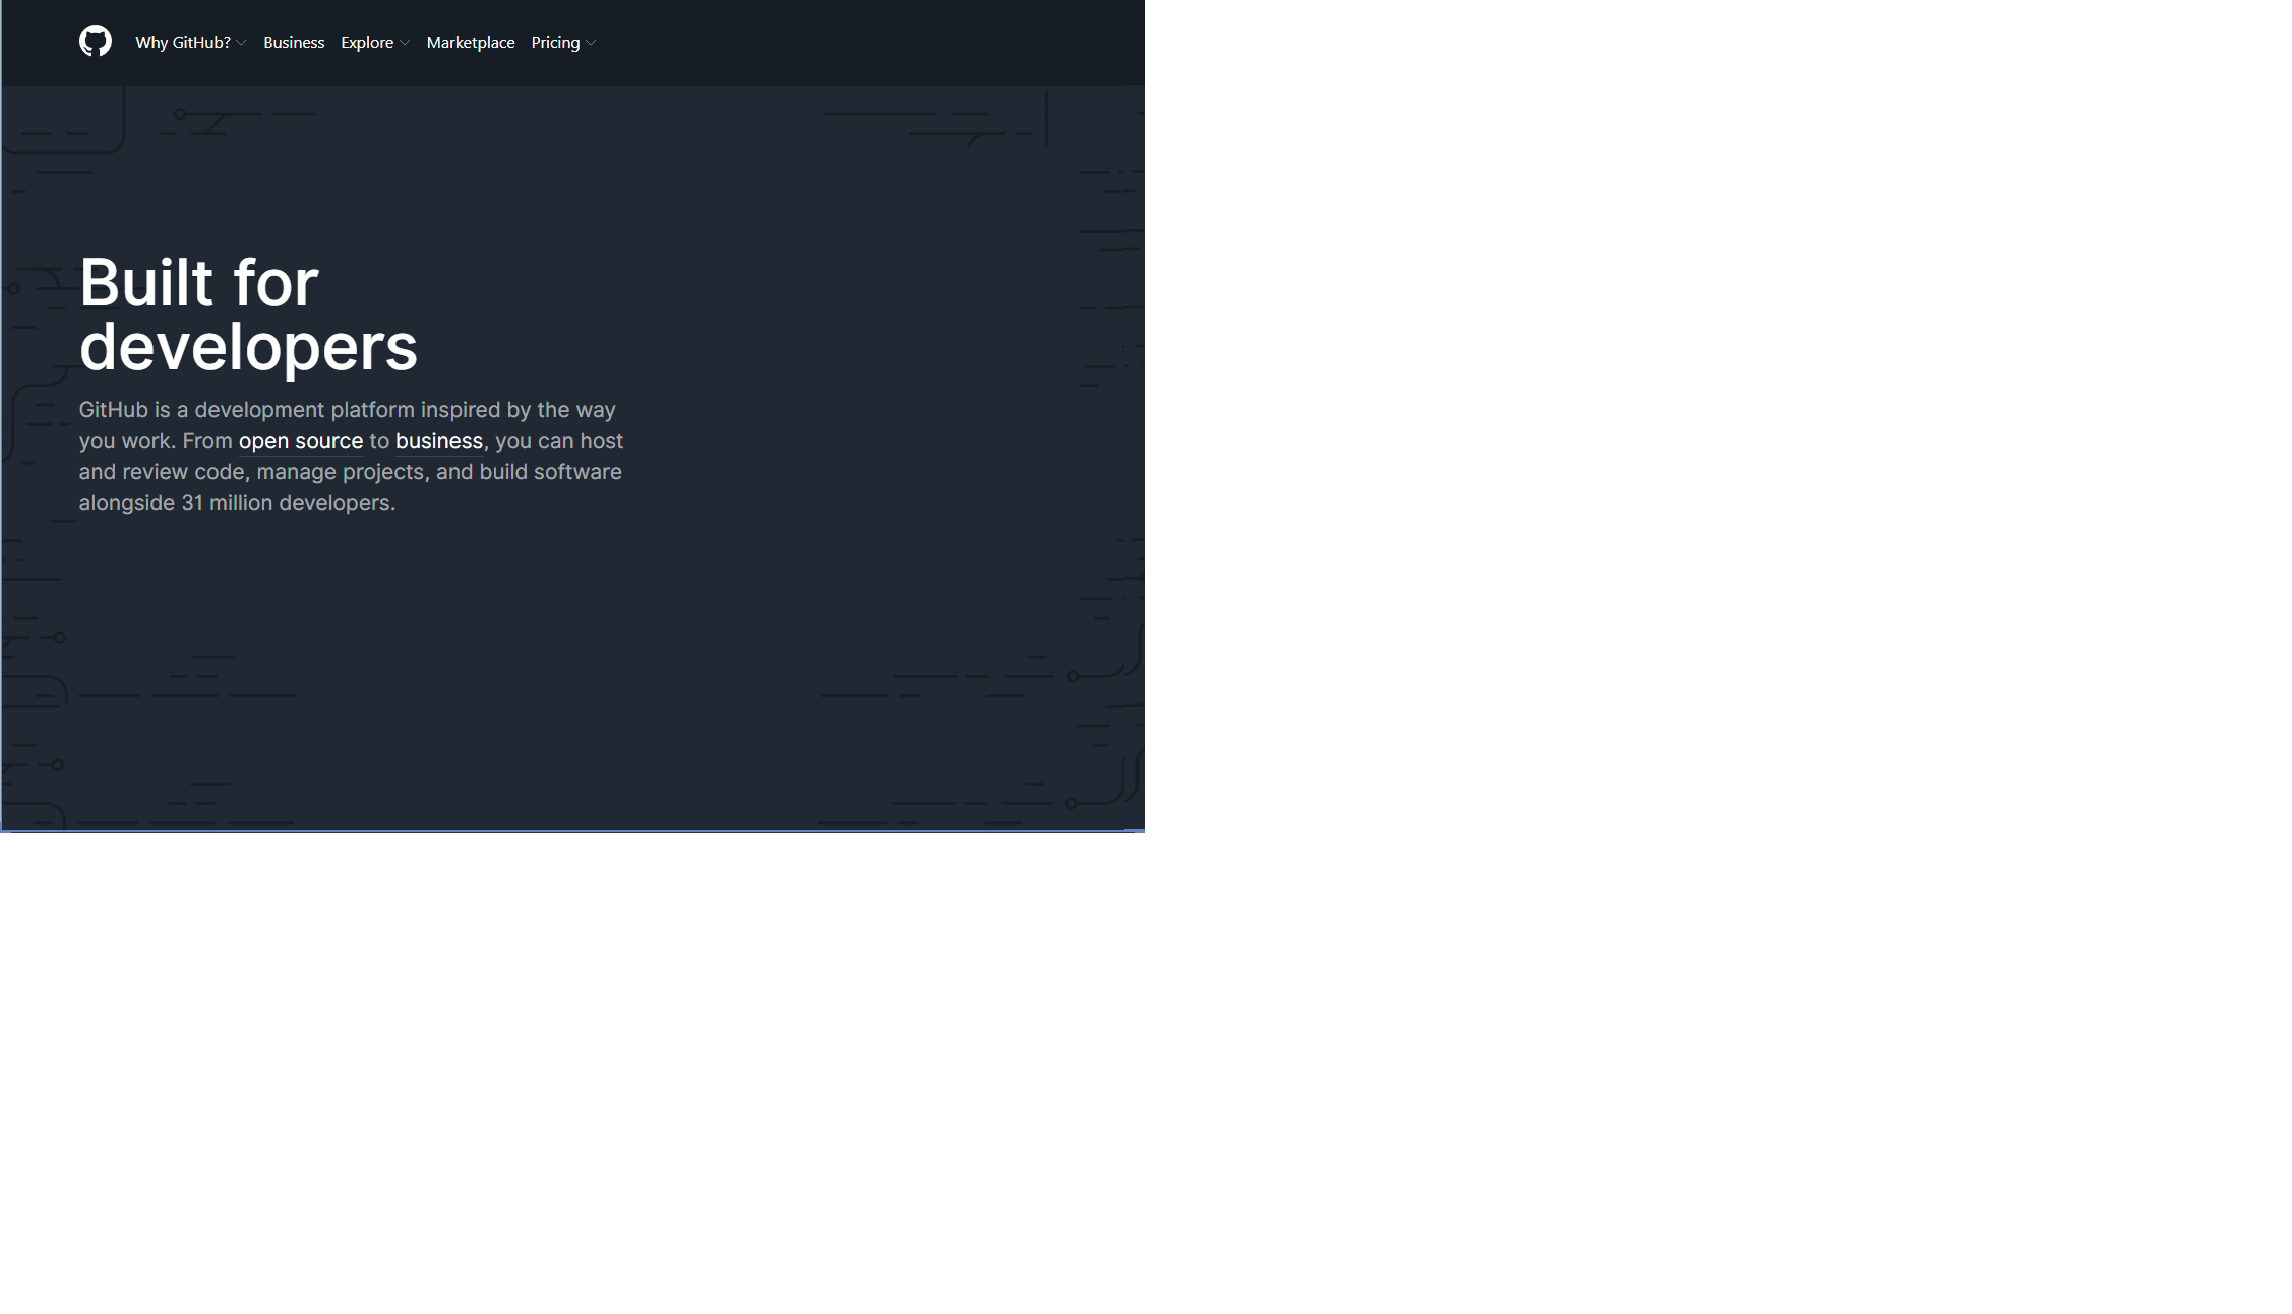 Why GitHub? Business Explore Marketplace Pricing
Built for
developers
GitHub is a development platform inspired by the way
you work. From open source to business, you can host
and review code, manage projects, and build software
alongside 31 million developers.